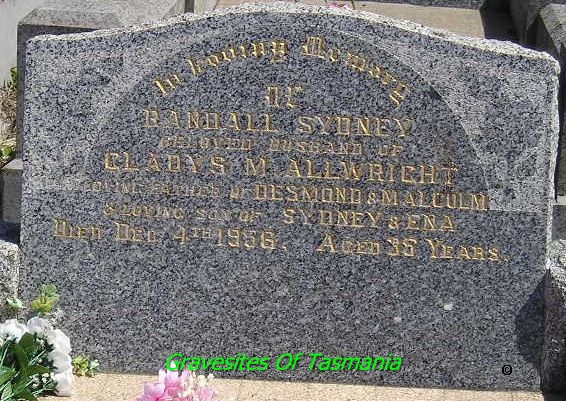 In Loving Memory
OF
RANDALL SYDNEY
BELOVED HUSBAND OF
GLADYS M ALLWRIGHT
LOVING FATHER OF DESMOND & MALCOLM
& LOVING SON OF SYDNEY & ENA
DIED DEC 4TH 1956. AGED 36 YEARS.
Gravesites Of Tasmania
©